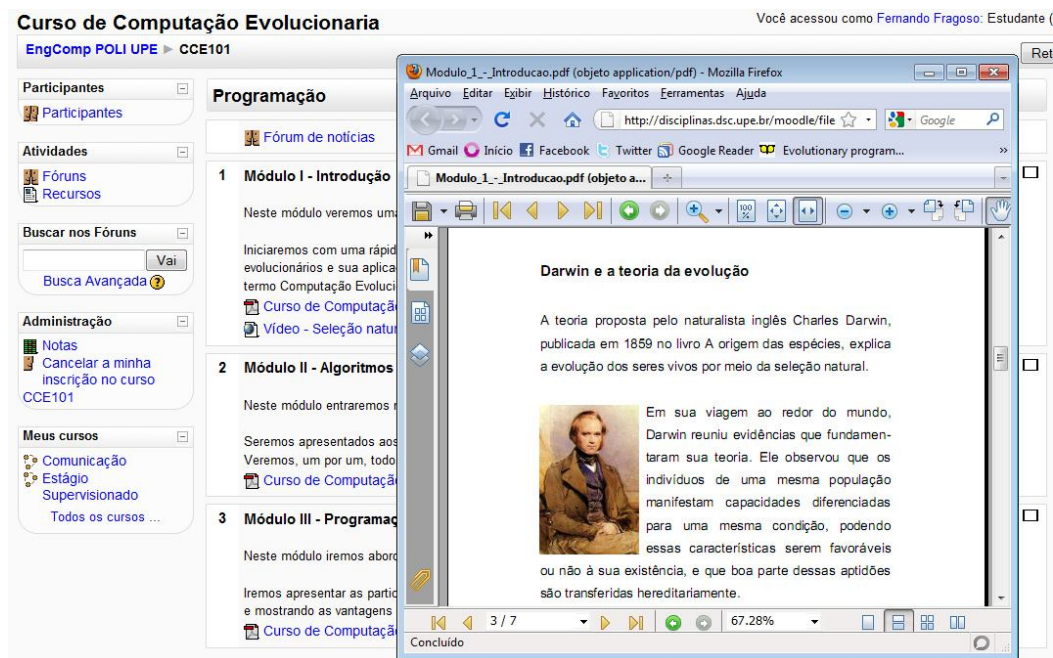 Curso de Computação Evolucionaria
Você acessou como Fernando Fragoso: Estudante (
EngComp POLI UPE ► CCE101
Ret
Participantes
Participantes
Atividades
Fóruns
Recursos
Buscar nos Fóruns
Vai
Busca Avançada
Administração
Notas
Cancelar a minha
inscrição no curso
CCE101
Meus cursos
Comunicação
Estágio
Supervisionado
Todos os cursos ...
Programação
Fórum de notícias
1 Módulo I - Introdução
Neste módulo veremos uma
Iniciaremos com uma rápid
evolucionários e sua aplica
termo Computação Evoluci
Curso de Computaçã
Vídeo - Seleção natur
2 Módulo II - Algoritmos
Neste módulo entraremos
Seremos apresentados aos
Veremos, um por um, todo
Curso de Computaçã
3 Módulo III - Programaç
Neste módulo iremos abord
Iremos apresentar as partic
e mostrando as vantagens
Curso de Computaçã
Modulo_1_-_Introducao.pdf (objeto application/pdf) - Mozilla Firefox
Arquivo Editar Exibir Histórico Favoritos Ferramentas Ajuda
http://disciplinas.dsc.upe.br/moodle/file
Google
Gmail Início Facebook Twitter Google Reader Evolutionary program... »
Modulo_1_-_Introducao.pdf (objeto a...
100%
Darwin e a teoria da evolução
A teoria proposta pelo naturalista inglês Charles Darwin,
publicada em 1859 no livro A origem das espécies, explica
a evolução dos seres vivos por meio da seleção natural.
Em sua viagem ao redor do mundo,
Darwin reuniu evidências que fundamen-
taram sua teoria. Ele observou que os
indivíduos de uma mesma população
manifestam capacidades diferenciadas
para uma mesma condição, podendo
essas características serem favoráveis
ou não à sua existência, e que boa parte dessas aptidões
são transferidas hereditariamente.
3 / 7
67.28%
Concluído